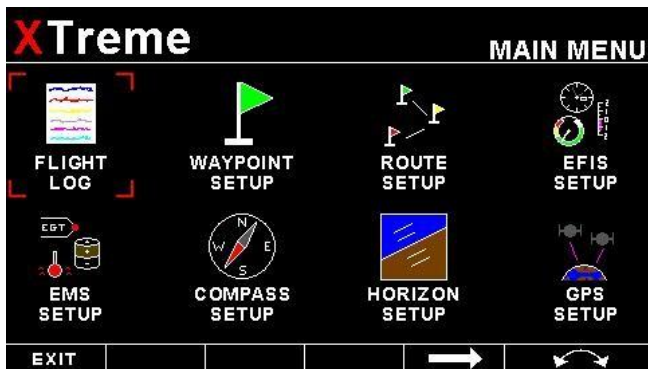 XTreme
MAIN MENU
FLIGHT
LOG
WAYPOINT
SETUP
ROUTE
SETUP
EFIS
SETUP
EGT
EMS
SETUP
N
W E
S
COMPASS
SETUP
HORIZON
SETUP
GPS
SETUP
EXIT